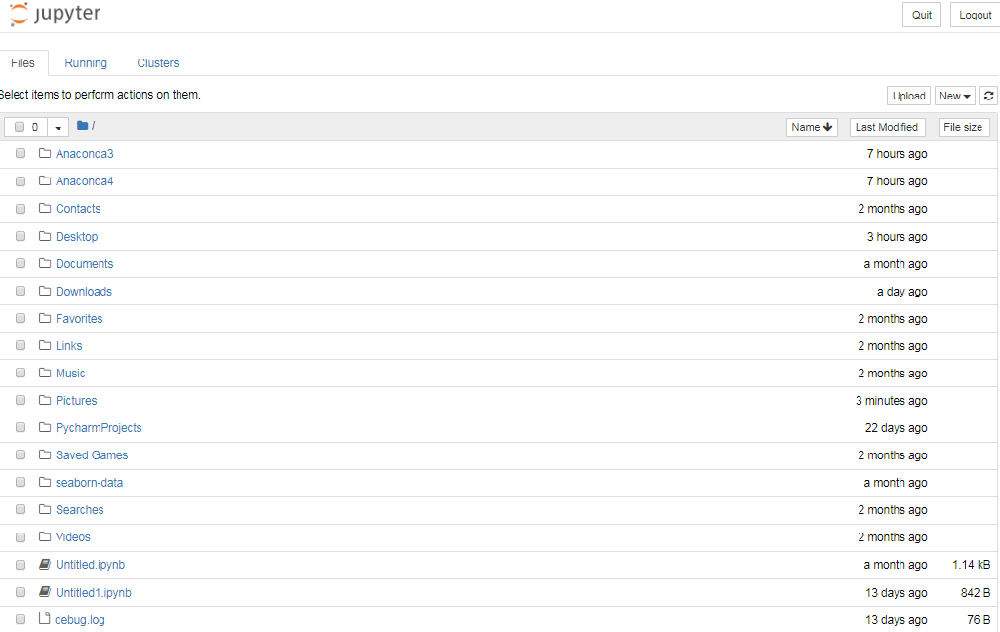 jupyter Quit Logout
Files Running Clusters
Select items to perform actions on them. Upload New
0 / Name Last Modified File size
Anaconda3 7 hours ago
Anaconda4 7 hours ago
Contacts 2 months ago
Desktop 3 hours ago
Documents a month ago
Downloads a day ago
Favorites 2 months ago
Links 2 months ago
Music 2 months ago
Pictures 3 minutes ago
PycharmProjects 22 days ago
Saved Games 2 months ago
seaborn-data a month ago
Searches 2 months ago
Videos 2 months ago
Untitled.ipynb a month ago 1.14 kB
Untitled1.ipynb 13 days ago 842 B
debug.log 13 days ago 76 B